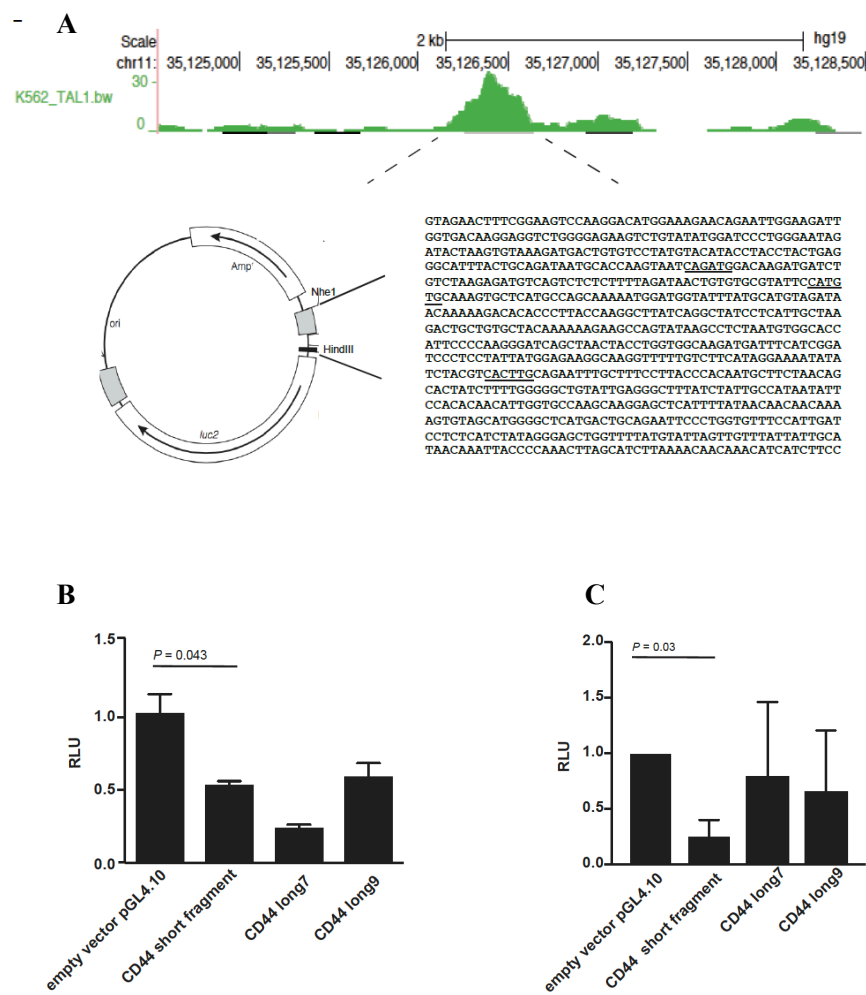 A
Scale
2 kb
hg19
chr11:
35,125,000
35,125,500
35,126,000
35,126,500
35,127,000
35,127,500
35,128,000
35,128,500
30
K562_TAL1.bw
0
GTAGAACTTTCGGAAGTCCAAGGACATGGAAAGAACAGAATTGGAAGATT
GGTGACAAGGAGGTCTGGGGAGAAGTCTGTATATGGATCCCTGGGAATAG
ATACTAAGTGTAAAGATGACTGTGTCCTATGTACATACCTACCTACTGAG
GGCATTTACTGCAGATAATGCACCAAGTAATCAGATGGACAAGATGATCT
GTCTAAGAGATGTCAGTCTCTCTTTTAGATAACTGTGTGCGTATTCCATG
TGCAAAGTGCTCATGCCAGCAAAAATGGATGGTATTTATGCATGTAGATA
ACAAAAAGACACACCCTTACCAAGGCTTATCAGGCTATCCTCATTGCTAA
GACTGCTGTGCTACAAAAAAGAAGCCAGTATAAGCCTCTAATGTGGCACC
ATTCCCCAAGGGATCAGCTAACTACCTGGTGGCAAGATGATTTCATCGGA
TCCCTCCTATTATGGAGAAGGCAAGGTTTTTGTCTTCATAGGAAAATATA
TCTACGTCACTTGCAGAATTTGCTTTCCTTACCCACAATGCTTCTAACAG
CACTATCTTTTGGGGGCTGTATTGAGGGCTTTATCTATTGCCATAATATT
CCACACAACATTGGTGCCAAGCAAGGAGCTCATTTTATAACAACAACAAA
AGTGTAGCATGGGGCTCATGACTGCAGAATTCCCTGGTGTTTCCATTGAT
CCTCTCATCTATAGGGAGCTGGTTTTATGTATTAGTTGTTTATTATTGCA
TAACAAATTACCCCAAACTTAGCATCTTAAAACAACAAACATCATCTTCC
Ampʳ
Nhe1
ori
HindIII
luc2
B
1.5
P = 0.043
1.0
RLU
0.5
0.0
empty vector pGL4.10
CD44 short fragment
CD44 long7
CD44 long9
C
2.0
P = 0.03
1.5
RLU
1.0
0.5
0.0
empty vector pGL4.10
CD44 short fragment
CD44 long7
CD44 long9